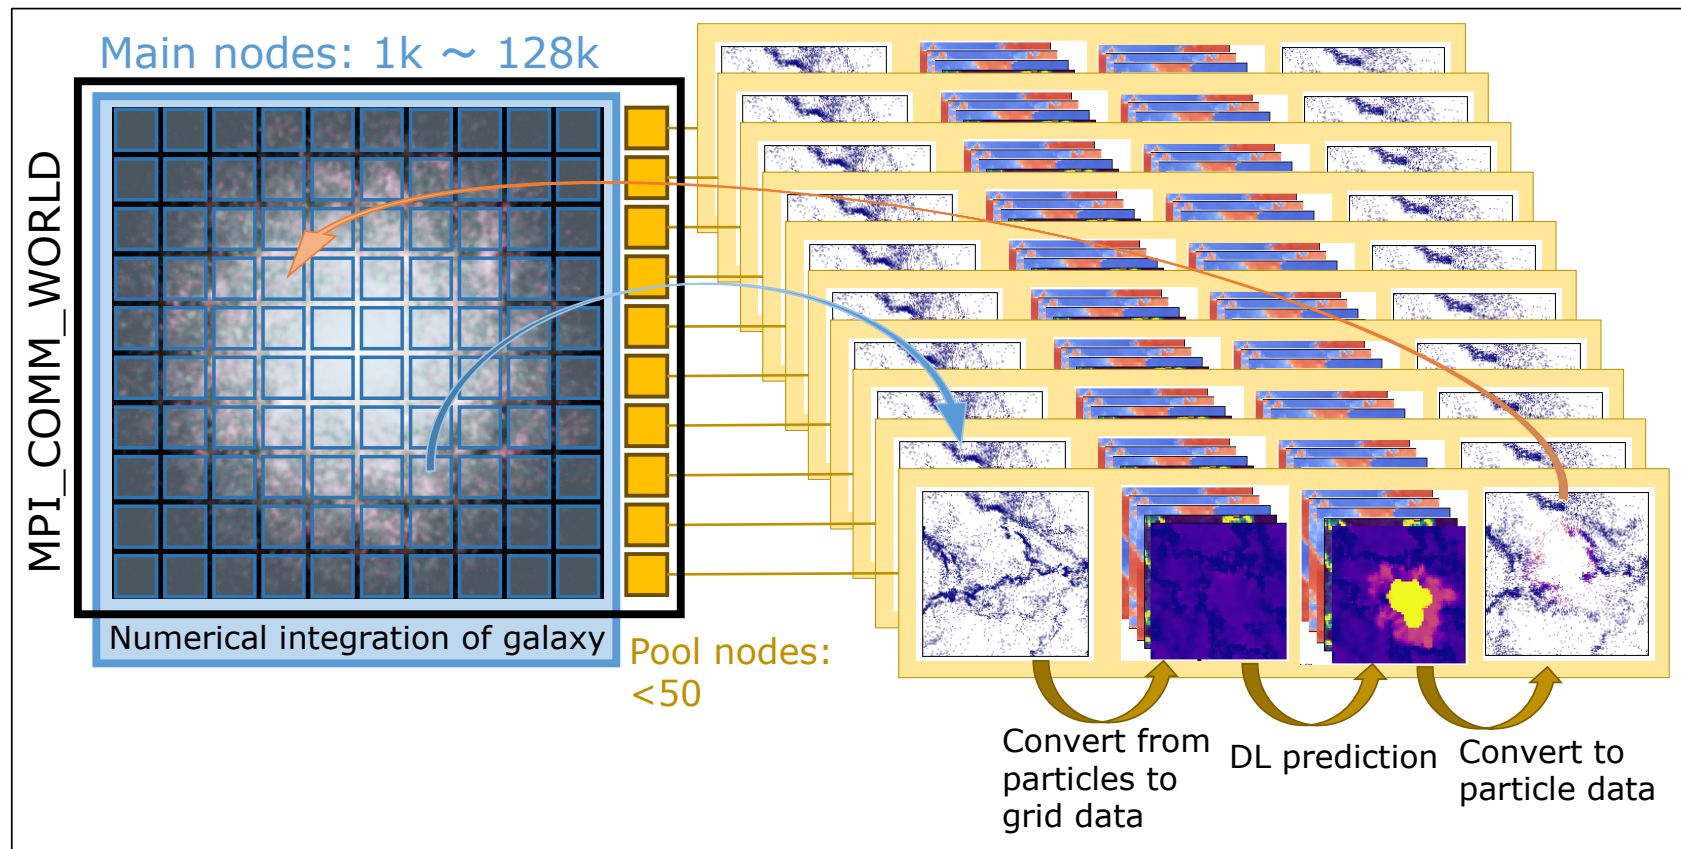 Main nodes: 1k ～ 128k
MPI_COMM_WORLD
Numerical integration of galaxy
Pool nodes:
<50
Convert from
particles to
grid data
DL prediction
Convert to
particle data